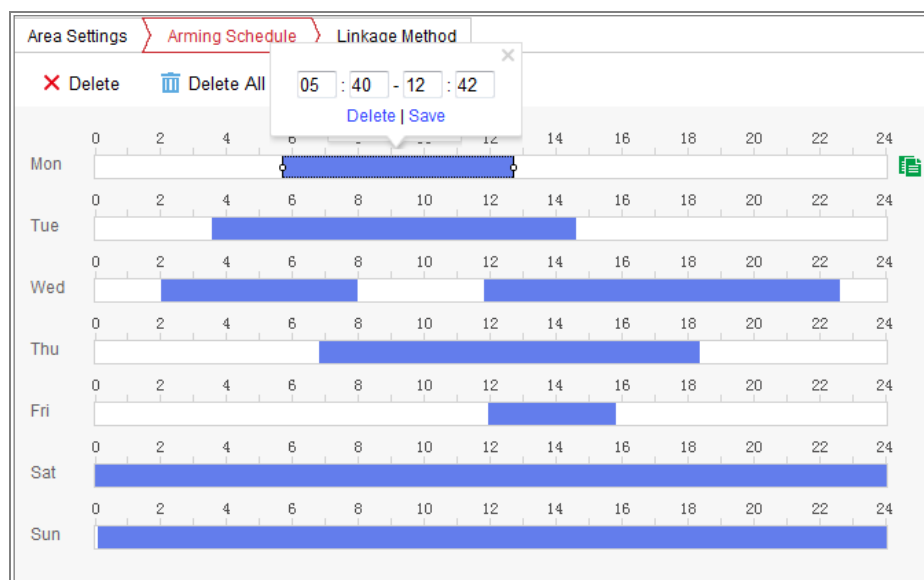 Area Settings Arming Schedule Linkage Method
×
Delete Delete All
05 : 40 - 12 : 42
Delete | Save
0 2 4 6 12 14 16 18 20 22 24
Mon
0 2 4 6 8 10 12 14 16 18 20 22 24
Tue
0 2 4 6 8 10 12 14 16 18 20 22 24
Wed
0 2 4 6 8 10 12 14 16 18 20 22 24
Thu
0 2 4 6 8 10 12 14 16 18 20 22 24
Fri
0 2 4 6 8 10 12 14 16 18 20 22 24
Sat
0 2 4 6 8 10 12 14 16 18 20 22 24
Sun